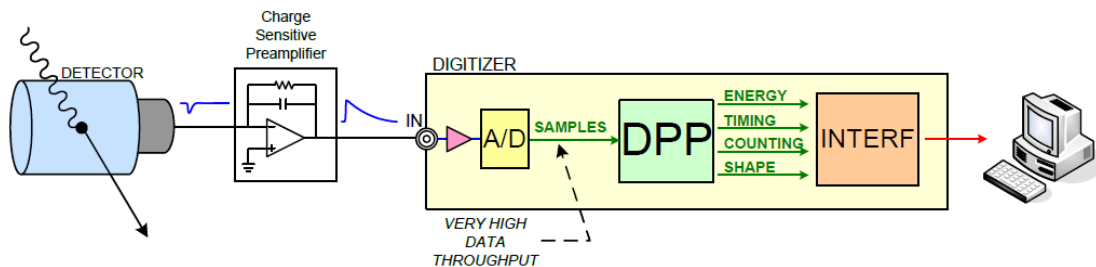 Charge
Sensitive
Preamplifier
DETECTOR
DIGITIZER
IN
A/D
SAMPLES
DPP
ENERGY
TIMING
COUNTING
SHAPE
INTERF
VERY HIGH
DATA
THROUGHPUT